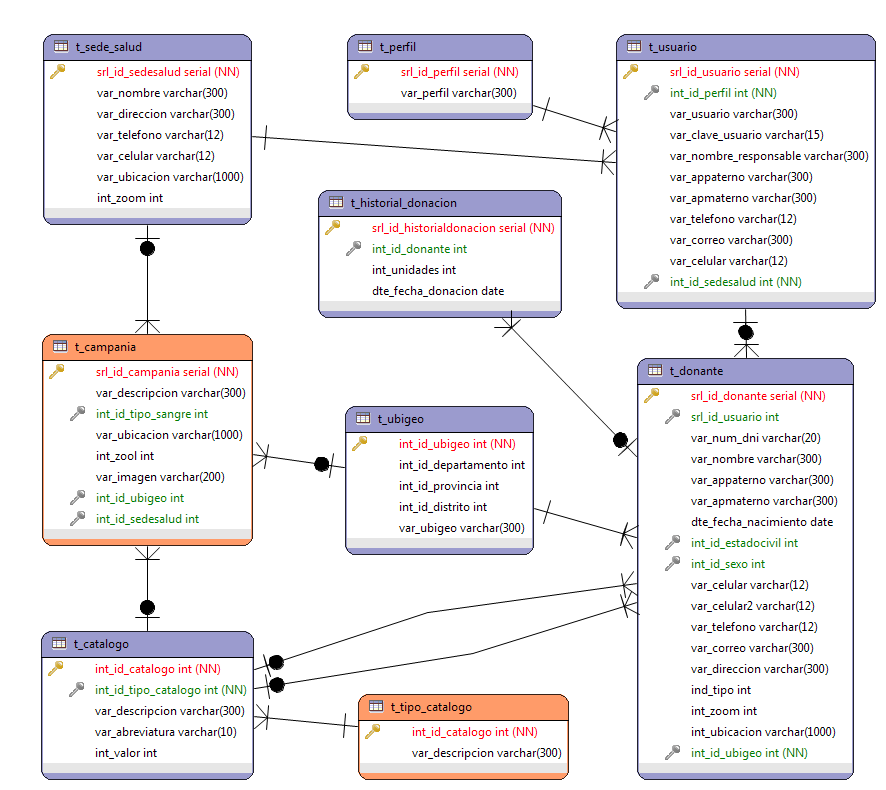 t_sede_salud
srl_id_sedesalud serial (NN)
var_nombre varchar(300)
var_direccion varchar(300)
var_telefono varchar(12)
var_celular varchar(12)
var_ubicacion varchar(1000)
int_zoom int
t_perfil
srl_id_perfil serial (NN)
var_perfil varchar(300)
t_usuario
srl_id_usuario serial (NN)
int_id_perfil int (NN)
var_usuario varchar(300)
var_clave_usuario varchar(15)
var_nombre_responsable varchar(300)
var_appaterno varchar(300)
var_apmaterno varchar(300)
var_telefono varchar(12)
var_correo varchar(300)
var_celular varchar(12)
int_id_sedesalud int (NN)
t_historial_donacion
srl_id_historialdonacion serial (NN)
int_id_donante int
int_unidades int
dte_fecha_donacion date
t_campania
srl_id_campania serial (NN)
var_descripcion varchar(300)
int_id_tipo_sangre int
var_ubicacion varchar(1000)
int_zool int
var_imagen varchar(200)
int_id_ubigeo int
int_id_sedesalud int
t_ubigeo
int_id_ubigeo int (NN)
int_id_departamento int
int_id_provincia int
int_id_distrito int
var_ubigeo varchar(300)
t_donante
srl_id_donante serial (NN)
srl_id_usuario int
var_num_dni varchar(20)
var_nombre varchar(300)
var_appaterno varchar(300)
var_apmaterno varchar(300)
dte_fecha_nacimiento date
int_id_estadocivil int
int_id_sexo int
var_celular varchar(12)
var_celular2 varchar(12)
var_telefono varchar(12)
var_correo varchar(300)
var_direccion varchar(300)
ind_tipo int
int_zoom int
int_ubicacion varchar(1000)
int_id_ubigeo int (NN)
t_catalogo
int_id_catalogo int (NN)
int_id_tipo_catalogo int (NN)
var_descripcion varchar(300)
var_abreviatura varchar(10)
int_valor int
t_tipo_catalogo
int_id_catalogo int (NN)
var_descripcion varchar(300)